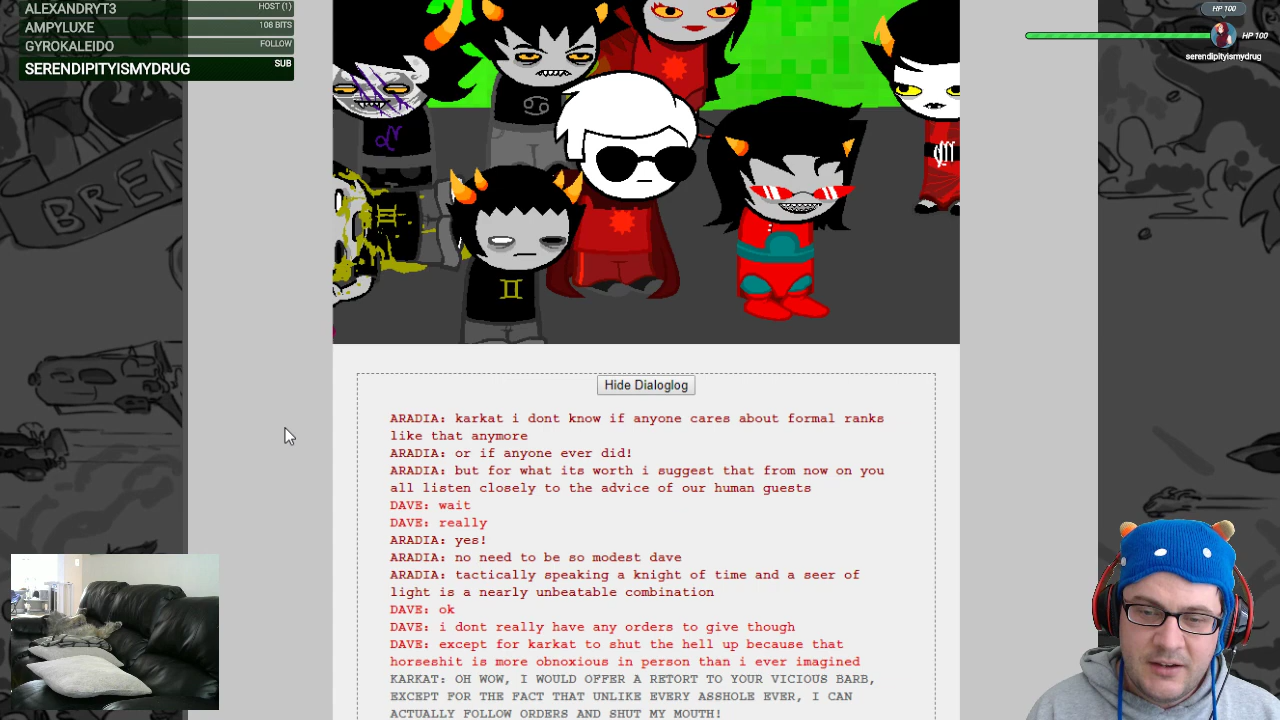 ALEXANDRYT3 HOST (1)
AMPYLUXE 108 BITS
GYROKALEIDO FOLLOW
SERENDIPITYISMYDRUG SUB
HP 100
HP 100
serendipityismydrug
BREN
Hide Dialoglog
ARADIA: karkat i dont know if anyone cares about formal ranks
like that anymore
ARADIA: or if anyone ever did!
ARADIA: but for what its worth i suggest that from now on you
all listen closely to the advice of our human guests
DAVE: wait
DAVE: really
ARADIA: yes!
ARADIA: no need to be so modest dave
ARADIA: tactically speaking a knight of time and a seer of
light is a nearly unbeatable combination
DAVE: ok
DAVE: i dont really have any orders to give though
DAVE: except for karkat to shut the hell up because that
horseshit is more obnoxious in person than i ever imagined
KARKAT: OH WOW, I WOULD OFFER A RETORT TO YOUR VICIOUS BARB,
EXCEPT FOR THE FACT THAT UNLIKE EVERY ASSHOLE EVER, I CAN
ACTUALLY FOLLOW ORDERS AND SHUT MY MOUTH!